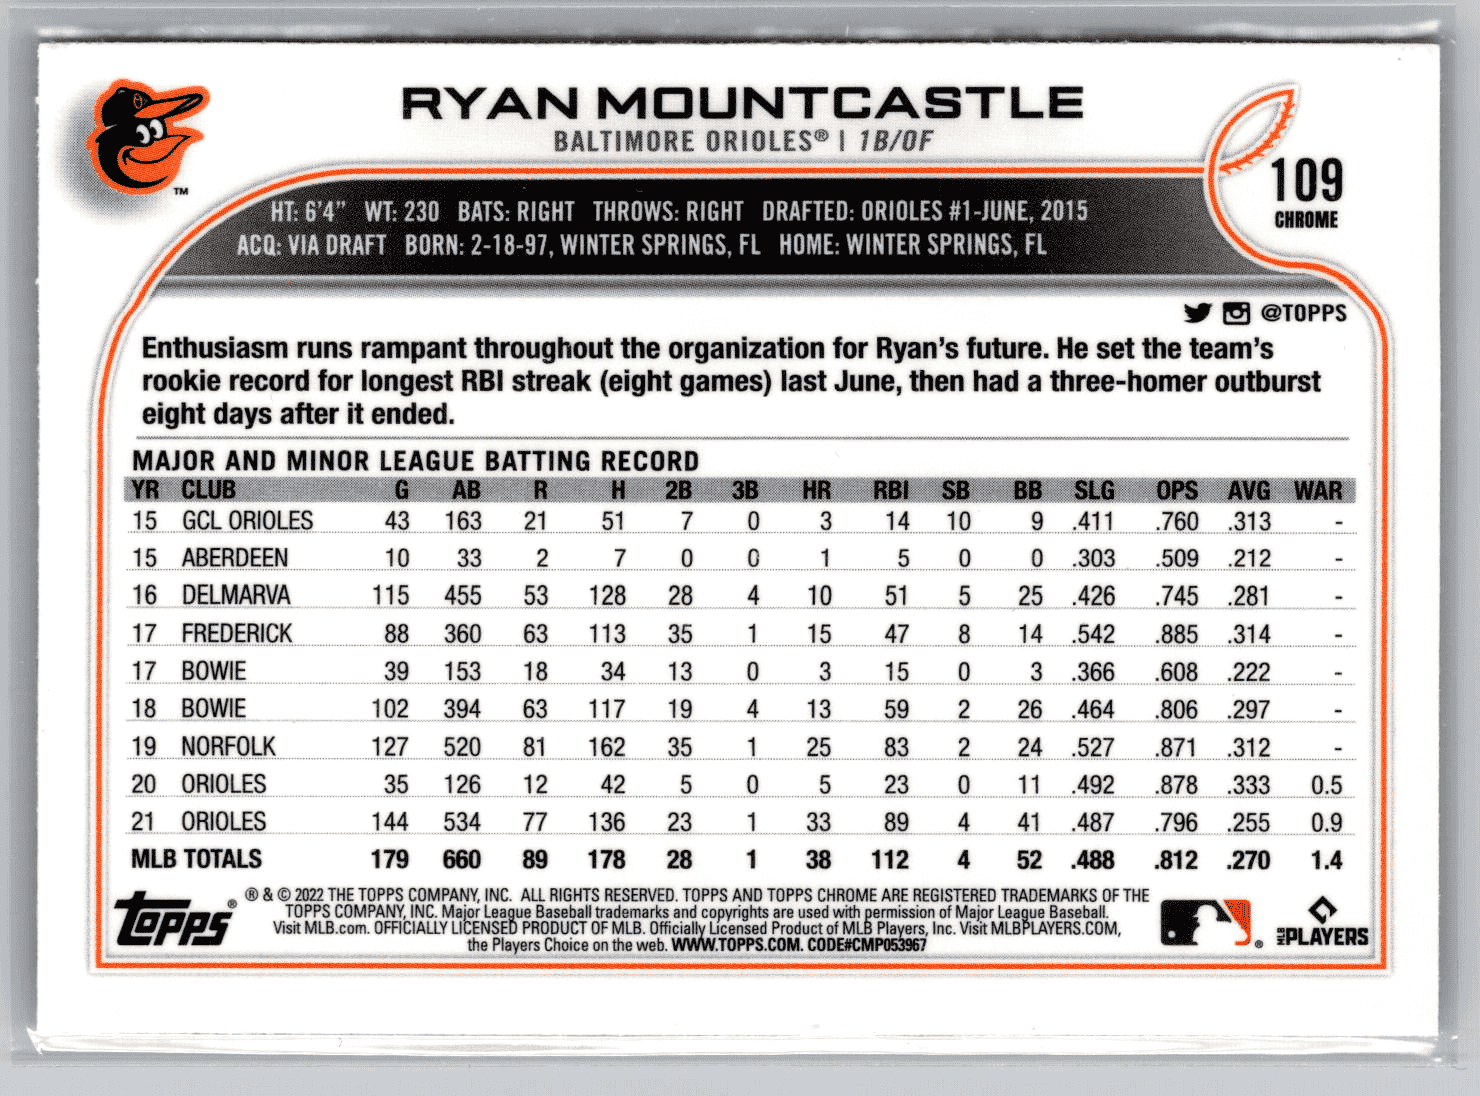 RYAN MOUNTCASTLE
BALTIMORE ORIOLES® | 1B/OF
109
CHROME
™
HT: 6'4" WT: 230 BATS: RIGHT THROWS: RIGHT DRAFTED: ORIOLES #1-JUNE, 2015
ACQ: VIA DRAFT BORN: 2-18-97, WINTER SPRINGS, FL HOME: WINTER SPRINGS, FL
@TOPPS
Enthusiasm runs rampant throughout the organization for Ryan's future. He set the team's
rookie record for longest RBI streak (eight games) last June, then had a three-homer outburst
eight days after it ended.
MAJOR AND MINOR LEAGUE BATTING RECORD
YR CLUB G AB R H 2B 3B HR RBI SB BB SLG OPS AVG WAR
15 GCL ORIOLES 43 163 21 51 7 0 3 14 10 9 .411 .760 .313 -
15 ABERDEEN 10 33 2 7 0 0 1 5 0 0 .303 .509 .212 -
16 DELMARVA 115 455 53 128 28 4 10 51 5 25 .426 .745 .281 -
17 FREDERICK 88 360 63 113 35 1 15 47 8 14 .542 .885 .314 -
17 BOWIE 39 153 18 34 13 0 3 15 0 3 .366 .608 .222 -
18 BOWIE 102 394 63 117 19 4 13 59 2 26 .464 .806 .297 -
19 NORFOLK 127 520 81 162 35 1 25 83 2 24 .527 .871 .312 -
20 ORIOLES 35 126 12 42 5 0 5 23 0 11 .492 .878 .333 0.5
21 ORIOLES 144 534 77 136 23 1 33 89 4 41 .487 .796 .255 0.9
MLB TOTALS 179 660 89 178 28 1 38 112 4 52 .488 .812 .270 1.4
topps®
® & © 2022 THE TOPPS COMPANY, INC. ALL RIGHTS RESERVED. TOPPS AND TOPPS CHROME ARE REGISTERED TRADEMARKS OF THE
TOPPS COMPANY, INC. Major League Baseball trademarks and copyrights are used with permission of Major League Baseball.
Visit MLB.com. OFFICIALLY LICENSED PRODUCT OF MLB. Officially Licensed Product of MLB Players, Inc. Visit MLBPLAYERS.COM,
the Players Choice on the web. WWW.TOPPS.COM. CODE#CMP053967
®
MLB PLAYERS